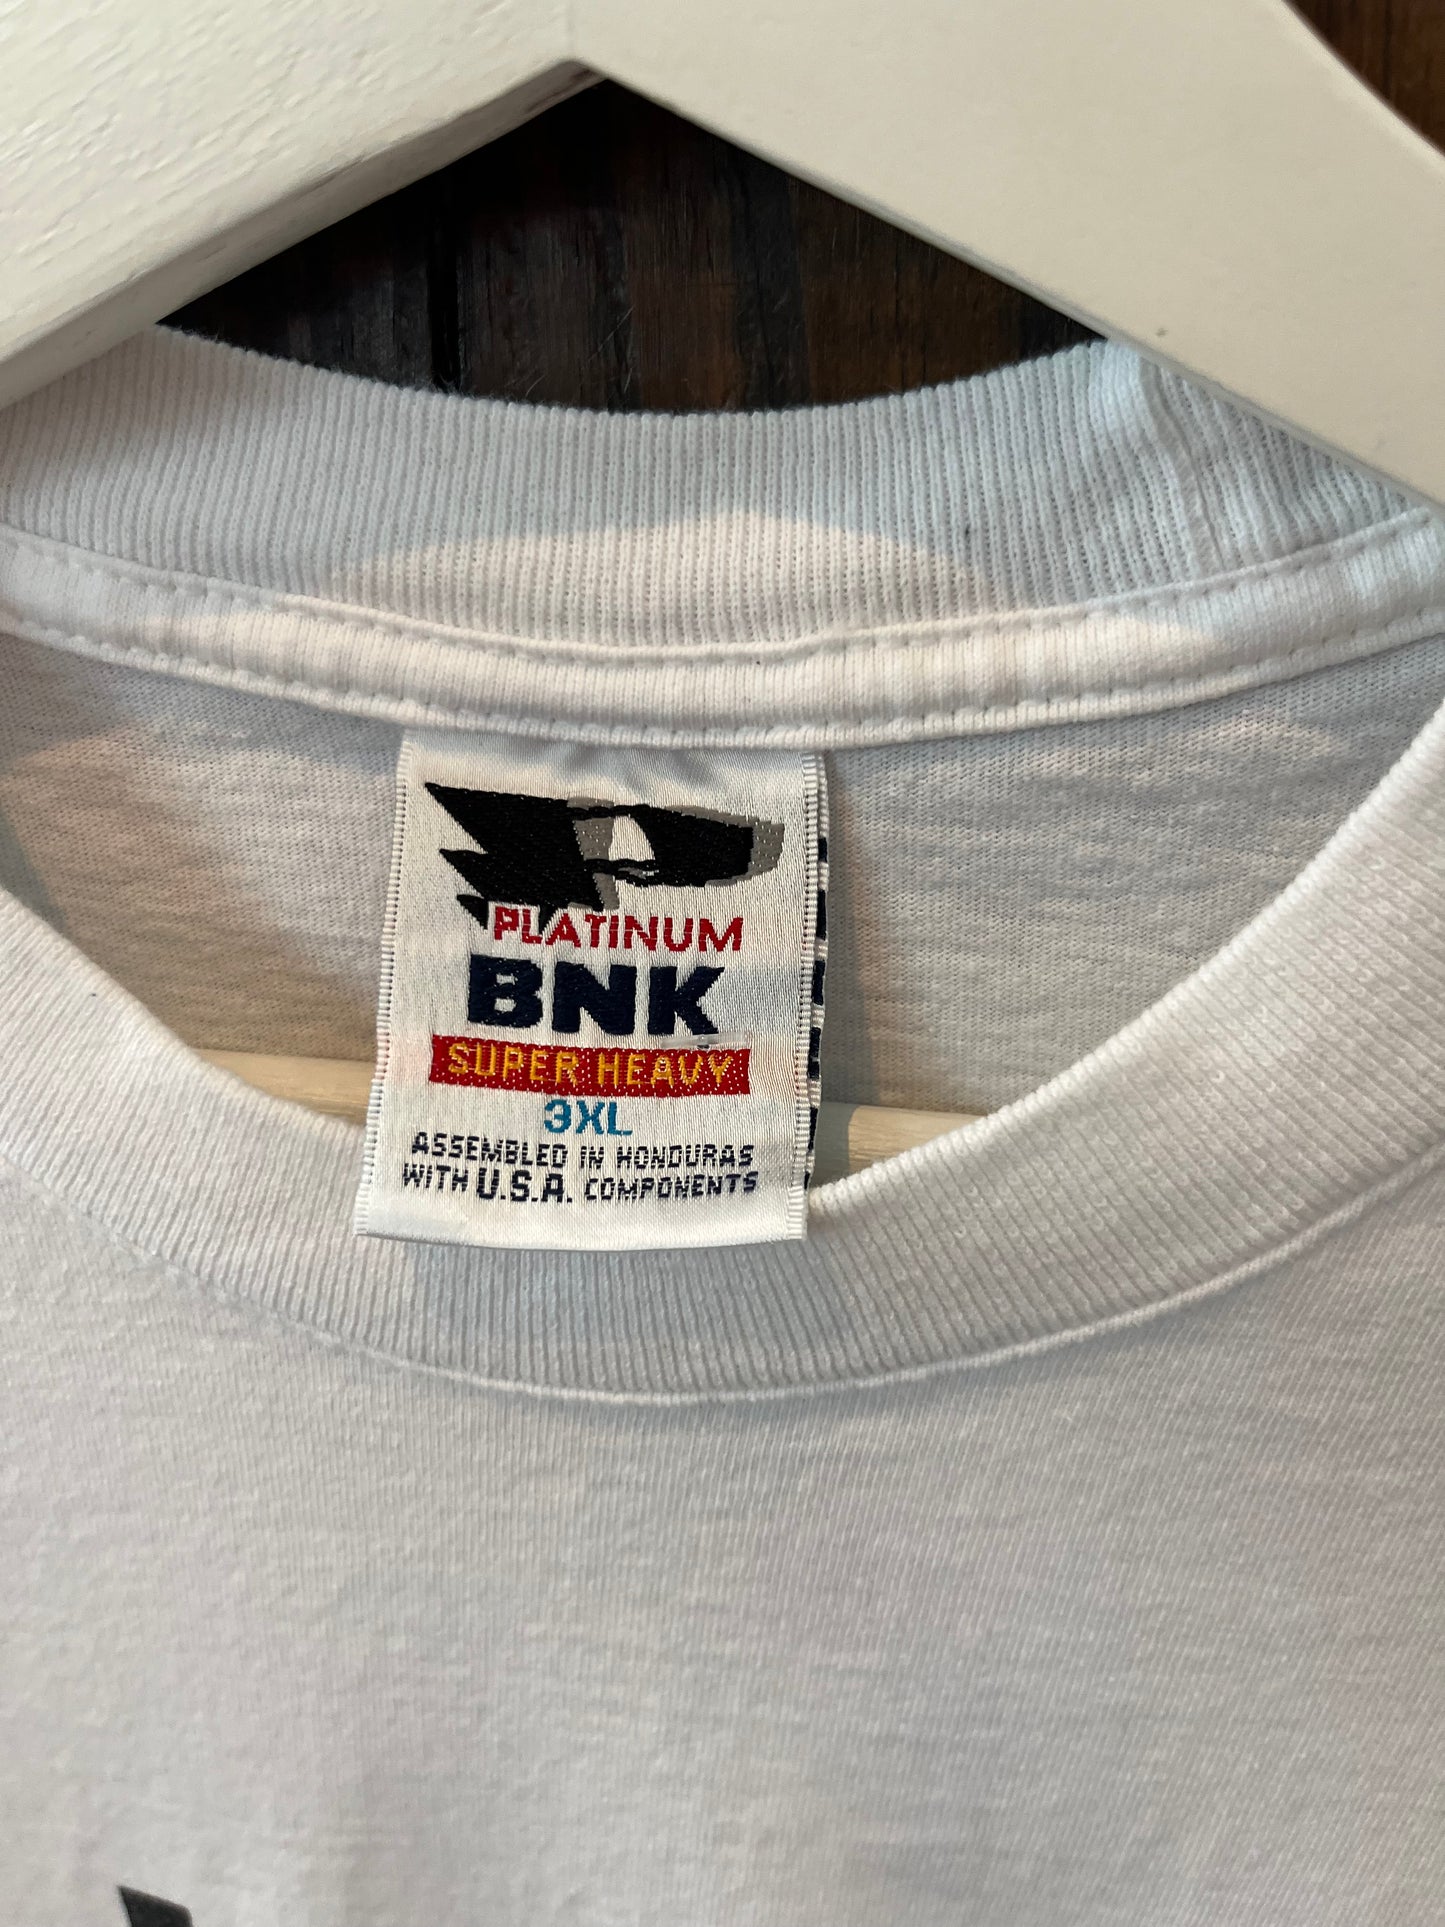 PLATINUM
BNK
SUPER HEAVY
3XL
ASSEMBLED IN HONDURAS
WITH U.S.A. COMPONENTS